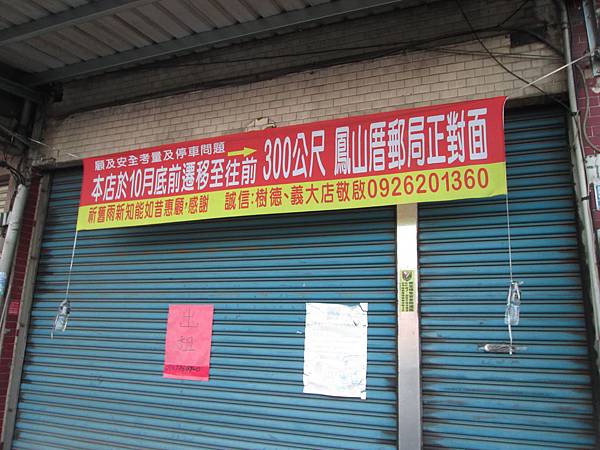 顧及安全考量及停車問題
本店於10月底前遷移至往前 300公尺 鳳山厝郵局正對面
祈舊雨新知能如昔惠顧,感謝 誠信:樹德、義大店敬啟0926201360
出
租